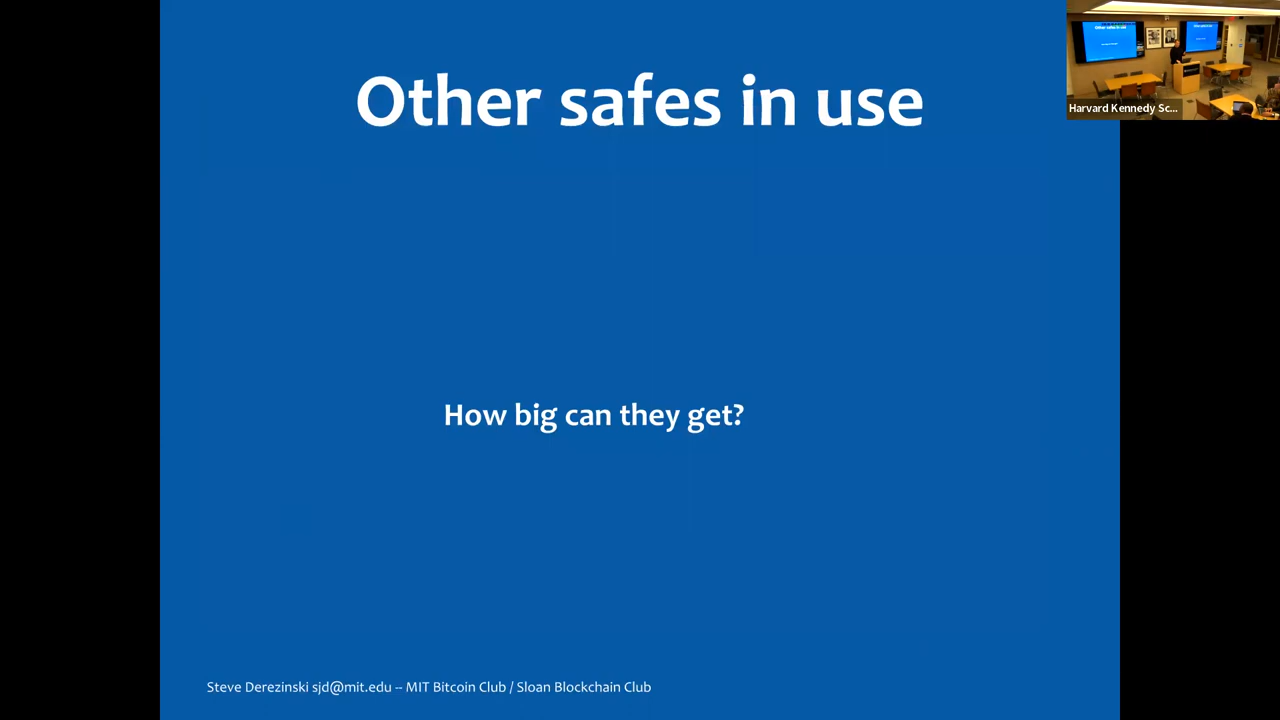 Other safes in use
Harvard Kennedy Sc...
How big can they get?
Steve Derezinski sjd@mit.edu – MIT Bitcoin Club / Sloan Blockchain Club